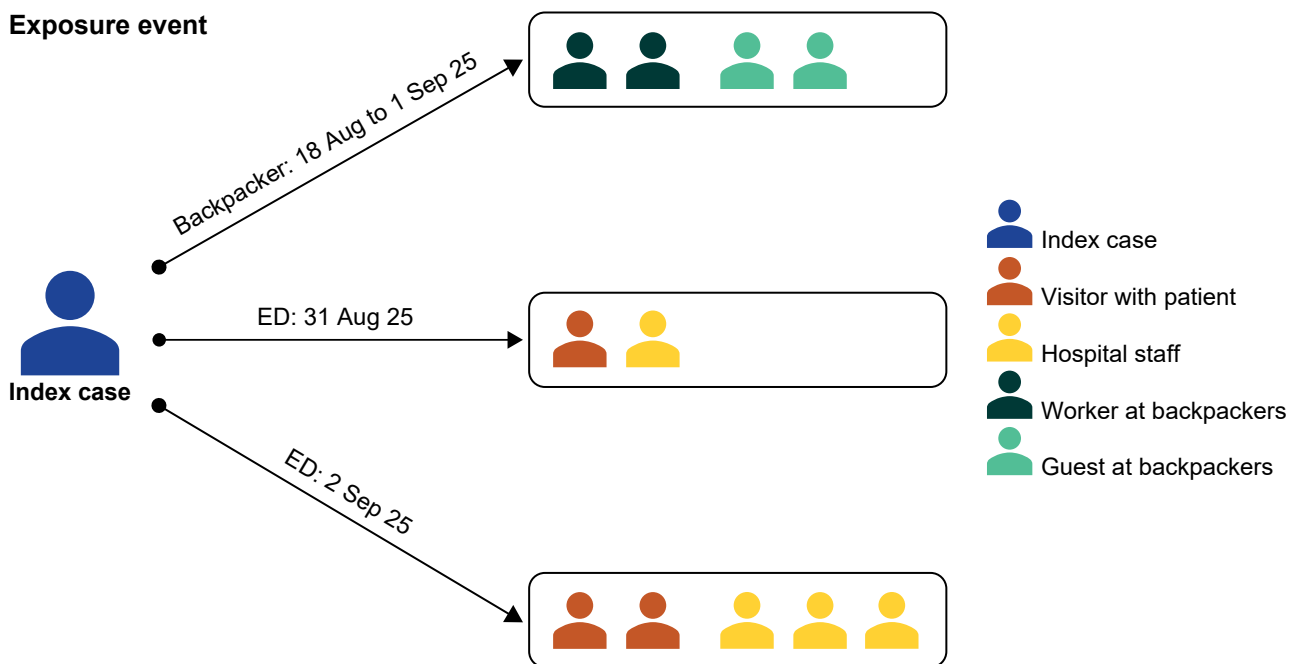 Exposure event
Backpacker: 18 Aug to 1 Sep 25
ED: 31 Aug 25
Index case
ED: 2 Sep 25
Index case
Visitor with patient
Hospital staff
Worker at backpackers
Guest at backpackers